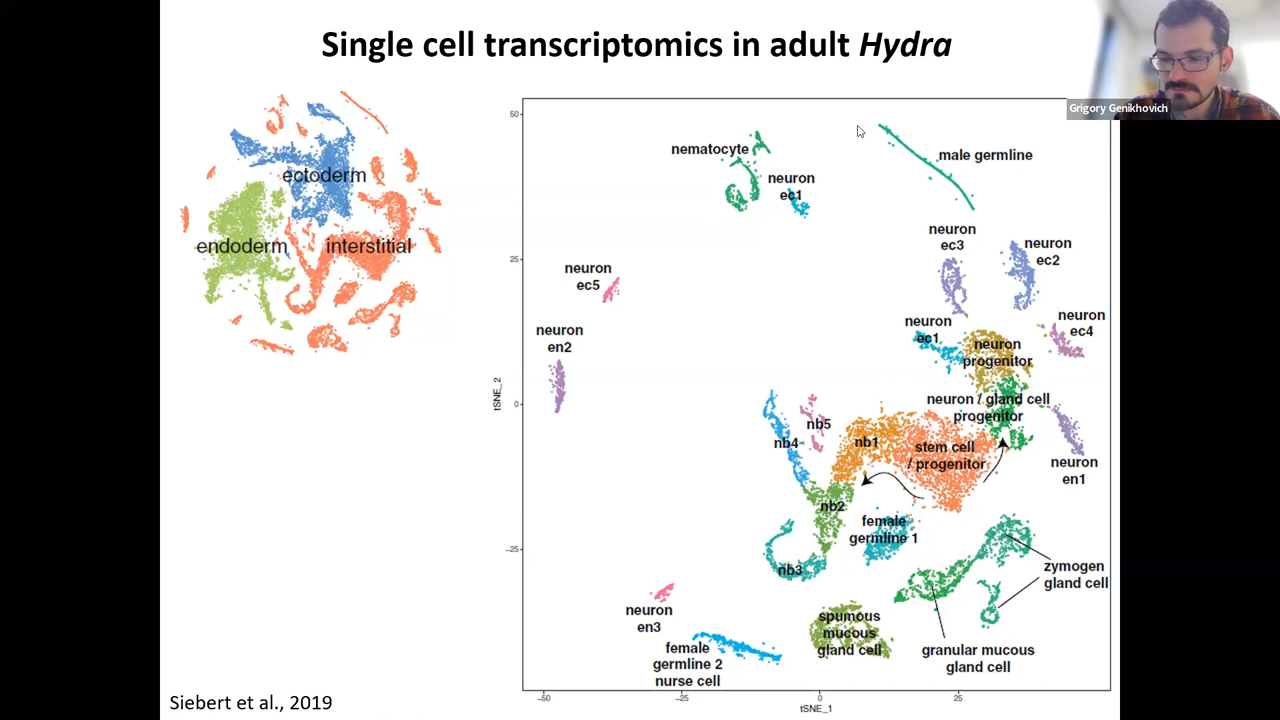 Single cell transcriptomics in adult Hydra
Grigory Genikhovich
ectoderm
endoderm
interstitial
50
25
0
−25
tSNE_2
−50
−25
0
25
tSNE_1
nematocyte
neuron
ec1
male germline
neuron
ec3
neuron
ec2
neuron
ec5
neuron
en2
neuron
ec1
neuron
progenitor
neuron
ec4
neuron / gland cell
progenitor
nb5
nb4
nb1
stem cell
/ progenitor
neuron
en1
nb2
female
germline 1
nb3
zymogen
gland cell
neuron
en3
spumous
mucous
gland cell
female
germline 2
nurse cell
granular mucous
gland cell
Siebert et al., 2019